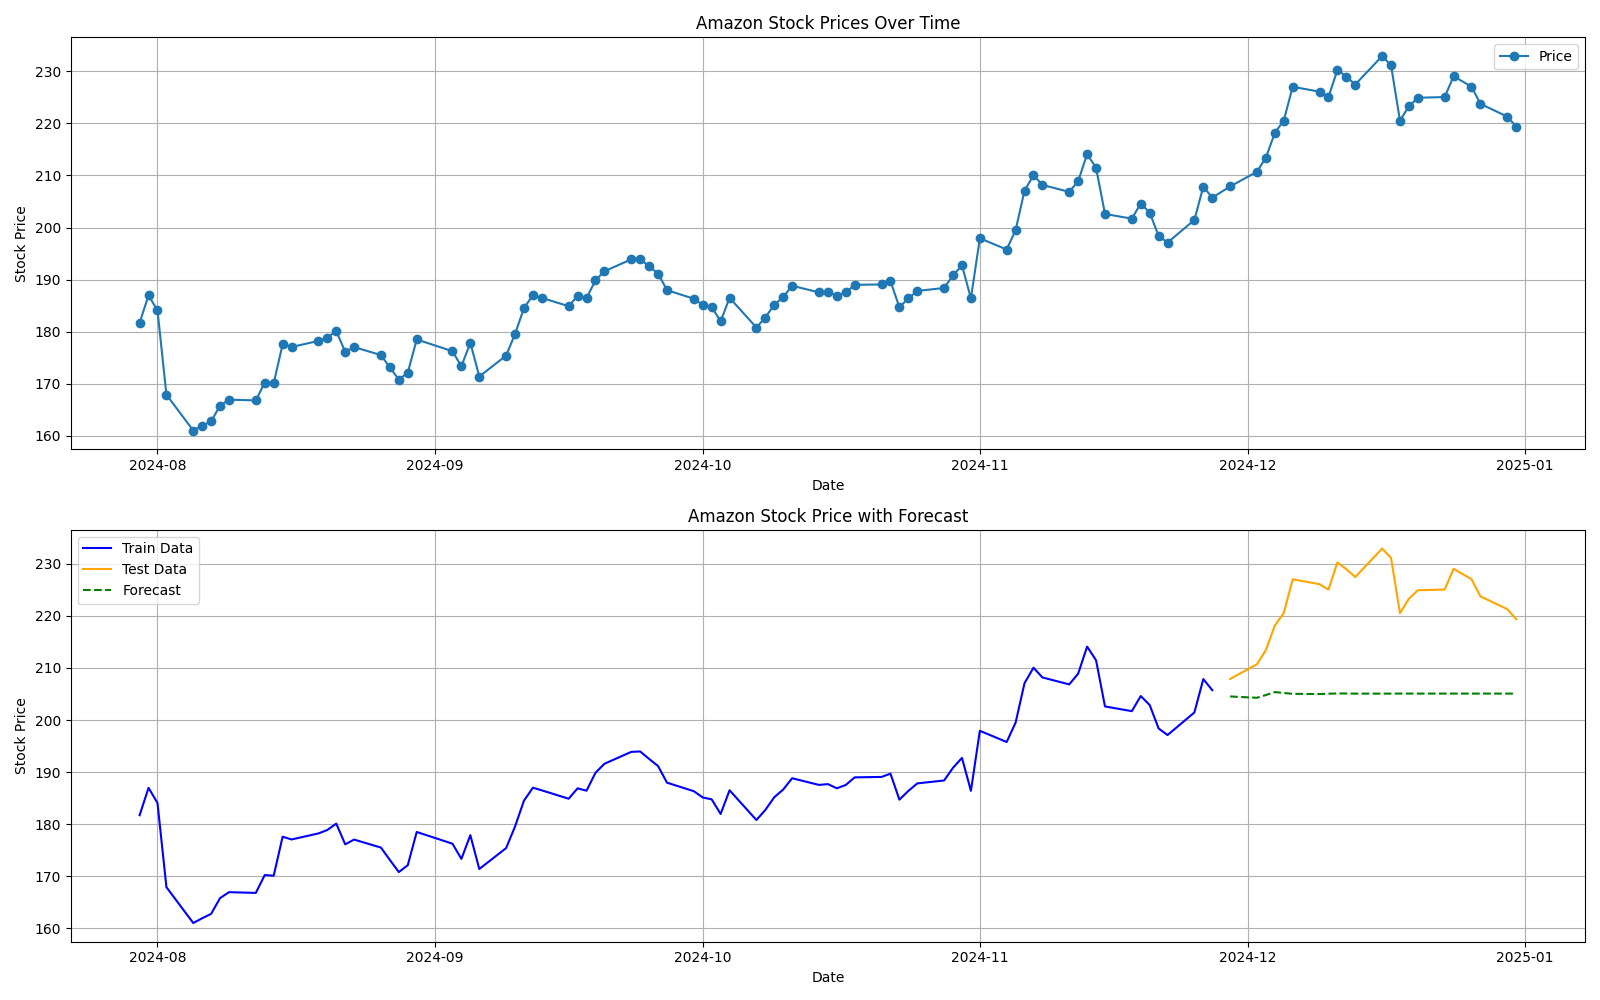 Amazon Stock Prices Over Time
Price
230
220
210
200
190
180
170
160
Stock Price
2024-08 2024-09 2024-10 2024-11 2024-12 2025-01
Date
Amazon Stock Price with Forecast
Train Data
Test Data
Forecast
230
220
210
200
190
180
170
160
Stock Price
2024-08 2024-09 2024-10 2024-11 2024-12 2025-01
Date